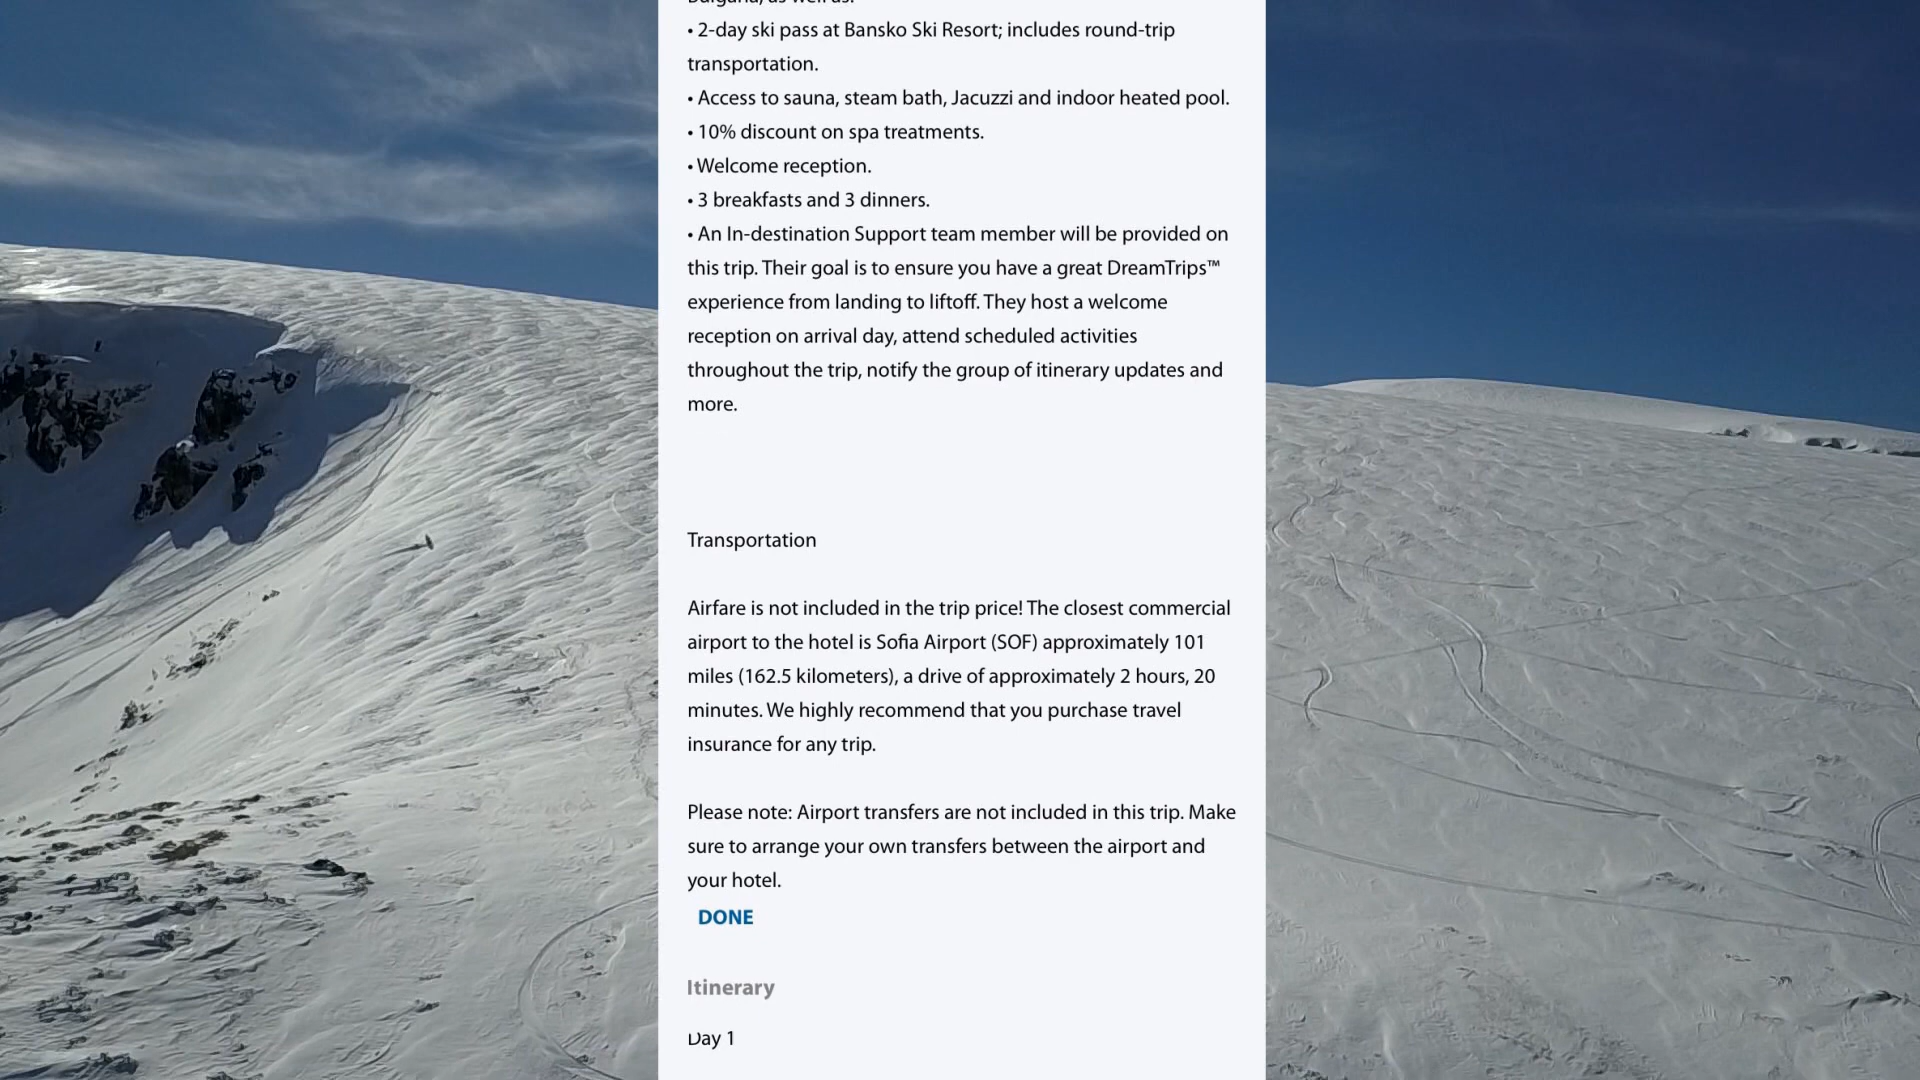 • 2-day ski pass at Bansko Ski Resort; includes round-trip
transportation.
• Access to sauna, steam bath, Jacuzzi and indoor heated pool.
• 10% discount on spa treatments.
• Welcome reception.
• 3 breakfasts and 3 dinners.
• An In-destination Support team member will be provided on
this trip. Their goal is to ensure you have a great DreamTrips™
experience from landing to liftoff. They host a welcome
reception on arrival day, attend scheduled activities
throughout the trip, notify the group of itinerary updates and
more.
Transportation
Airfare is not included in the trip price! The closest commercial
airport to the hotel is Sofia Airport (SOF) approximately 101
miles (162.5 kilometers), a drive of approximately 2 hours, 20
minutes. We highly recommend that you purchase travel
insurance for any trip.
Please note: Airport transfers are not included in this trip. Make
sure to arrange your own transfers between the airport and
your hotel.
DONE
Itinerary
Day 1